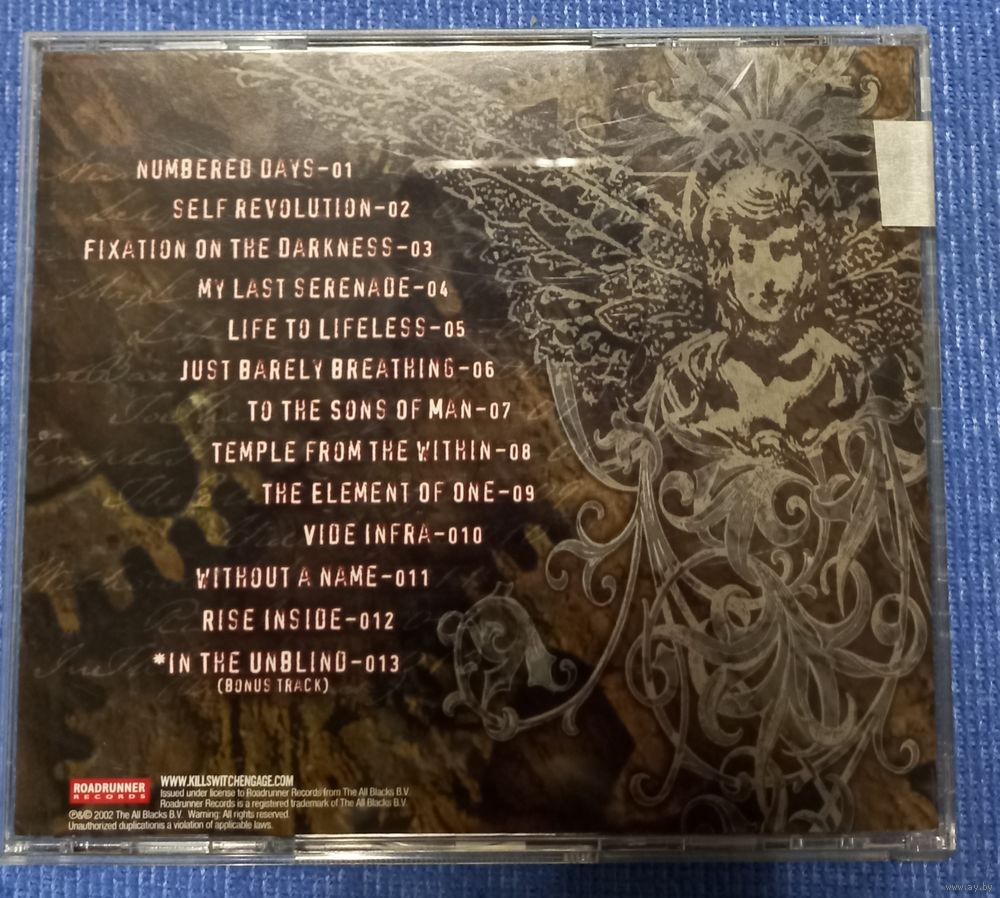 NUMBERED DAYS-01
SELF REVOLUTION-02
FIXATION ON THE DARKNESS-03
MY LAST SERENADE-04
LIFE TO LIFELESS-05
JUST BARELY BREATHING-06
TO THE SONS OF MAN-07
TEMPLE FROM THE WITHIN-08
THE ELEMENT OF ONE-09
VIDE INFRA-010
WITHOUT A NAME-011
RISE INSIDE-012
*IN THE UNBLIND-013
(BONUS TRACK)
ROADRUNNER
RECORDS
WWW.KILLSWITCHENGAGE.COM
Issued under license to Roadrunner Records from The All Blacks B.V.
Roadrunner Records is a registered trademark of The All Blacks B.V.
℗&© 2002 The All Blacks B.V. Warning: All rights reserved.
Unauthorized duplicationis a violation of applicable laws.
www.ay.by